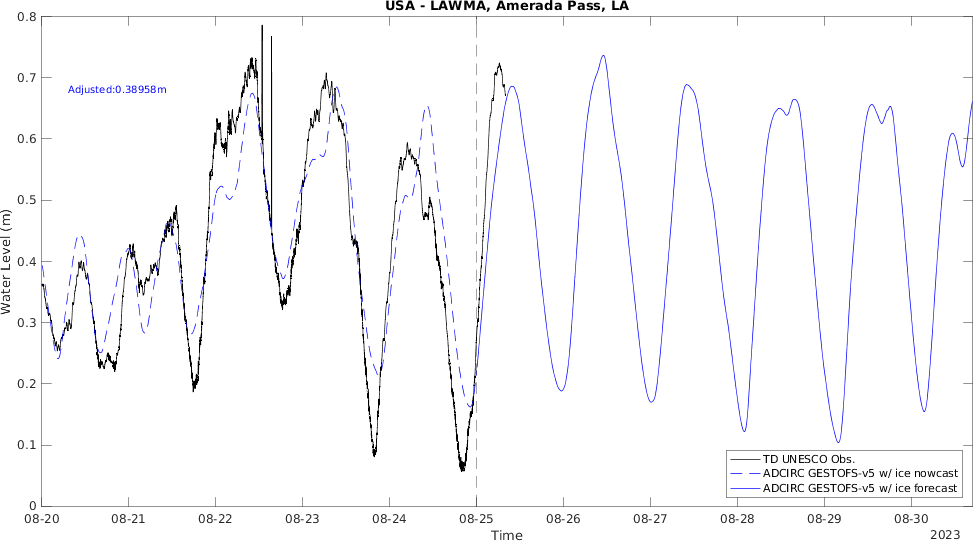 USA - LAWMA, Amerada Pass, LA
0.8
0.7
Adjusted:0.38958m
0.6
0.5
0.4
Water Level (m)
0.3
0.2
0.1
TD UNESCO Obs.
ADCIRC GESTOFS-v5 w/ ice nowcast
ADCIRC GESTOFS-v5 w/ ice forecast
0
08-20 08-21 08-22 08-23 08-24 08-25 08-26 08-27 08-28 08-29 08-30
Time 2023